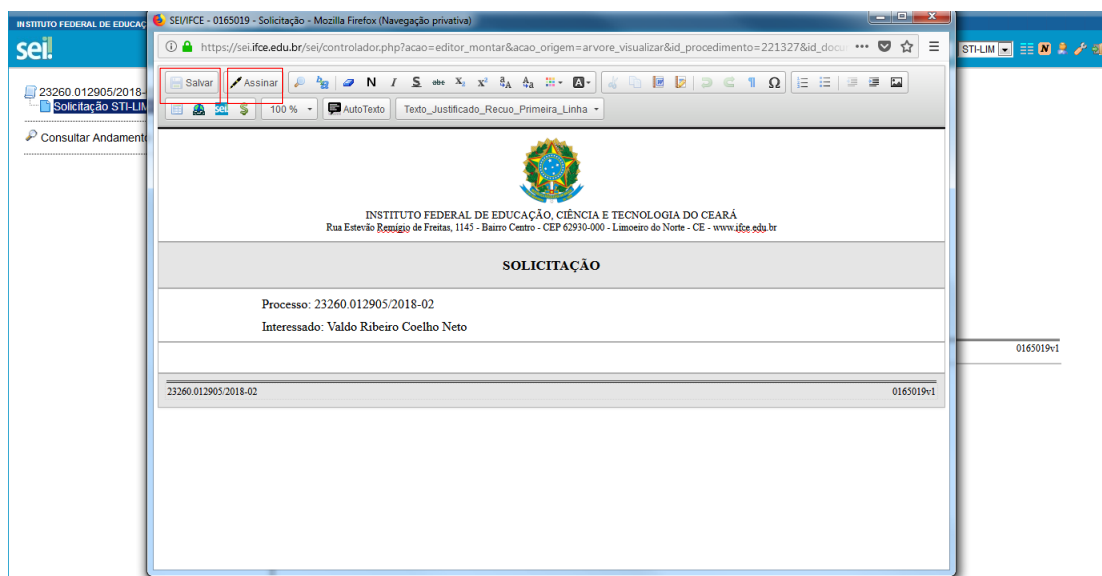 INSTITUTO FEDERAL DE EDUCAÇ
SEI/IFCE - 0165019 - Solicitação - Mozilla Firefox (Navegação privativa)
sei!
https://sei.ifce.edu.br/sei/controlador.php?acao=editor_montar&acao_origem=arvore_visualizar&id_procedimento=221327&id_docu
STI-LIM
Salvar
Assinar
N I S abc X₂ x² Ω
23260.012905/2018-
Solicitação STI-LIM
sei
$
100 %
AutoTexto
Texto_Justificado_Recuo_Primeira_Linha
Consultar Andamento
INSTITUTO FEDERAL DE EDUCAÇÃO, CIÊNCIA E TECNOLOGIA DO CEARÁ
Rua Estevão Remígio de Freitas, 1145 - Bairro Centro - CEP 62930-000 - Limoeiro do Norte - CE - www.ifce.edu.br
SOLICITAÇÃO
Processo: 23260.012905/2018-02
Interessado: Valdo Ribeiro Coelho Neto
0165019v1
23260.012905/2018-02
0165019v1